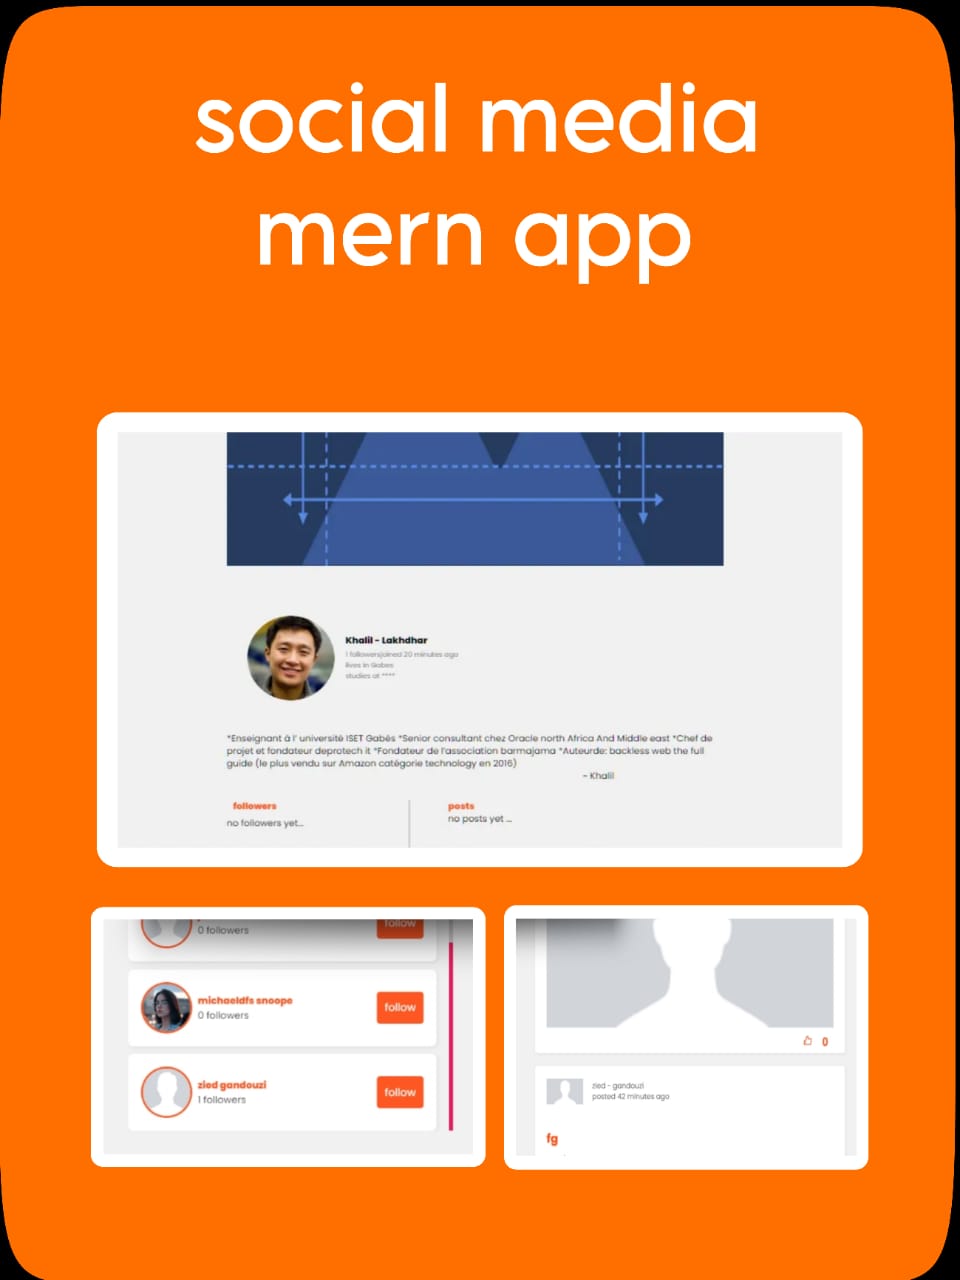 social media
mern app
Khalil - Lakhdhar
1 followersjoined 20 minutes ago
lives in Gabes
studies at ****
*Enseignant à l' université ISET Gabès *Senior consultant chez Oracle north Africa And Middle east *Chef de
projet et fondateur deprotech it *Fondateur de l'association barmajama *Auteurde: backless web the full
guide (le plus vendu sur Amazon catégorie technology en 2016)
- Khalil
followers
posts
no followers yet...
no posts yet ...
0 followers
follow
michaeldfs snoope
0 followers
follow
zied gandouzi
1 followers
follow
0
zied - gandouzi
posted 42 minutes ago
fg